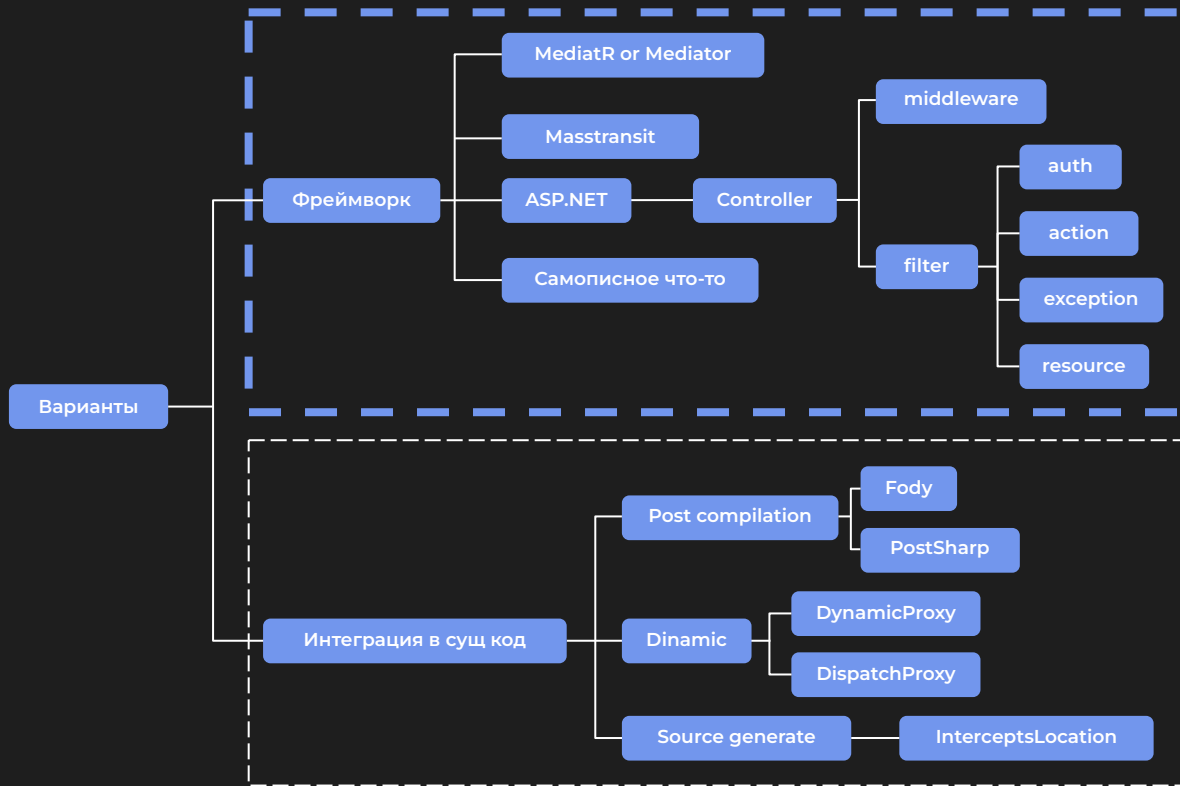 Варианты
Фреймворк
MediatR or Mediator
Masstransit
ASP.NET
Controller
middleware
filter
auth
action
exception
resource
Самописное что-то
Интеграция в сущ код
Post compilation
Fody
PostSharp
Dinamic
DynamicProxy
DispatchProxy
Source generate
InterceptsLocation